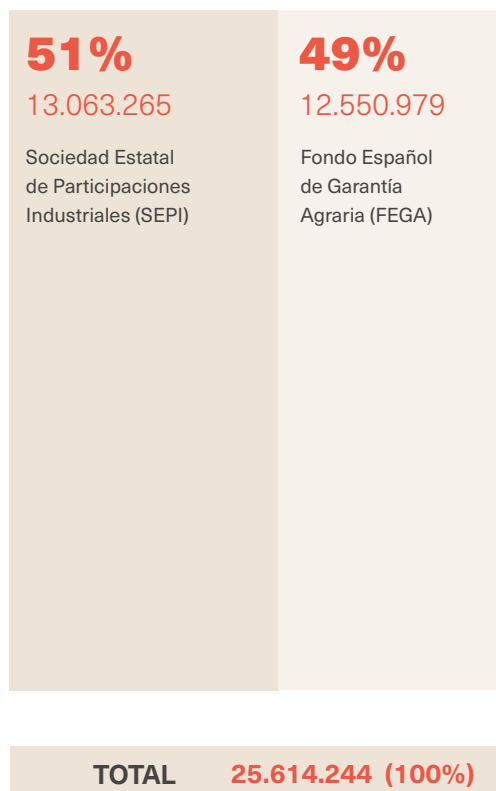 51%
13.063.265
Sociedad Estatal
de Participaciones
Industriales (SEPI)
49%
12.550.979
Fondo Español
de Garantía
Agraria (FEGA)
TOTAL 25.614.244 (100%)